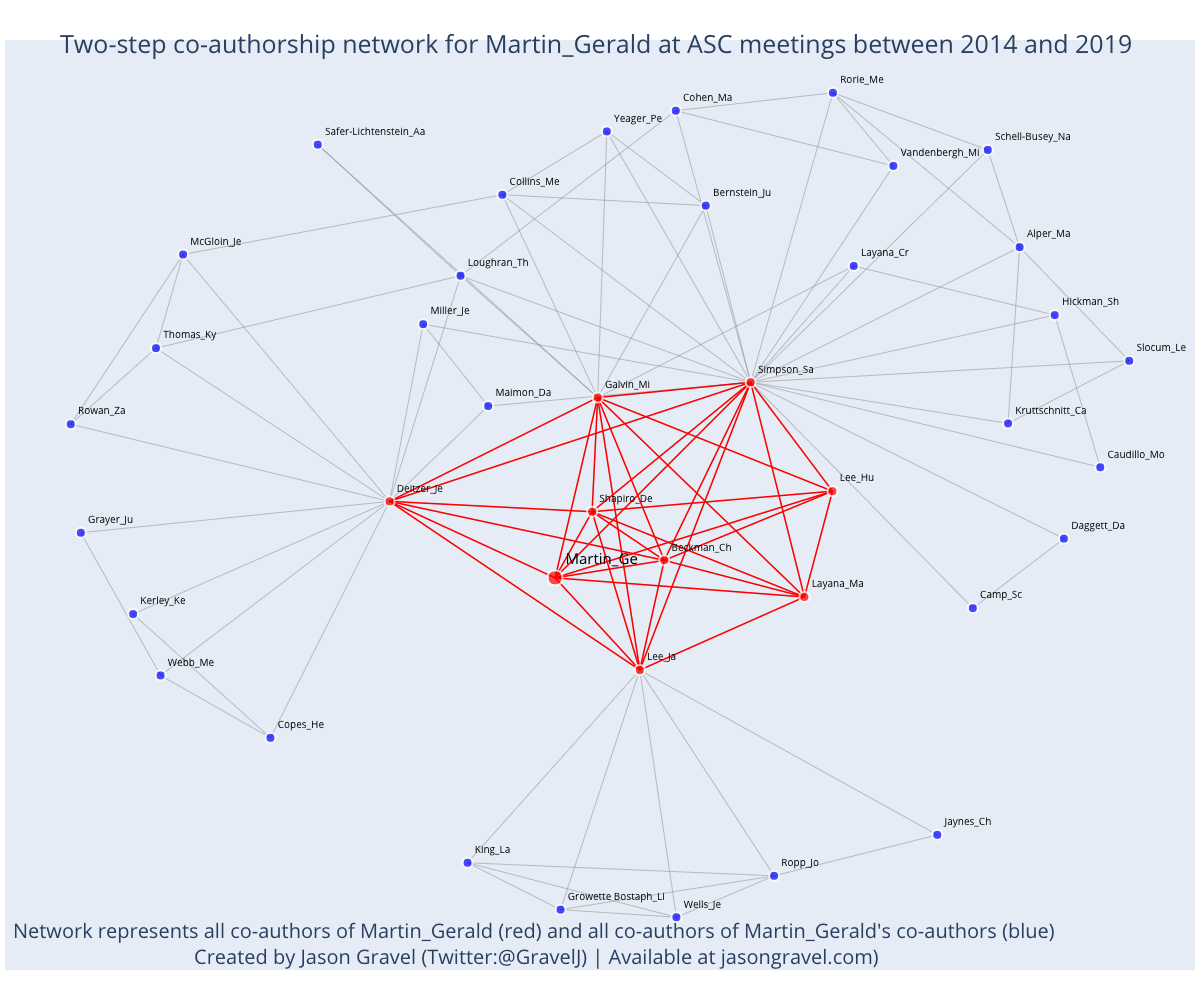 Two-step co-authorship network for Martin_Gerald at ASC meetings between 2014 and 2019
Rorie_Me
Cohen_Ma
Yeager_Pe
Safer-Lichtenstein_Aa
Schell-Busey_Na
Vandenbergh_Mi
Collins_Me
Bernstein_Ju
Alper_Ma
McGloin_Je
Layana_Cr
Loughran_Th
Hickman_Sh
Miller_Je
Thomas_Ky
Slocum_Le
Simpson_Sa
Galvin_Mi
Maimon_Da
Rowan_Za
Kruttschnitt_Ca
Caudillo_Mo
Lee_Hu
Deitzer_Je
Shapiro_De
Grayer_Ju
Daggett_Da
Beckman_Ch
Martin_Ge
Layana_Ma
Camp_Sc
Kerley_Ke
Lee_Ja
Webb_Me
Copes_He
Jaynes_Ch
King_La
Ropp_Jo
Growette Bostaph_Li
Wells_Je
Network represents all co-authors of Martin_Gerald (red) and all co-authors of Martin_Gerald's co-authors (blue)
Created by Jason Gravel (Twitter:@GravelJ) | Available at jasongravel.com)